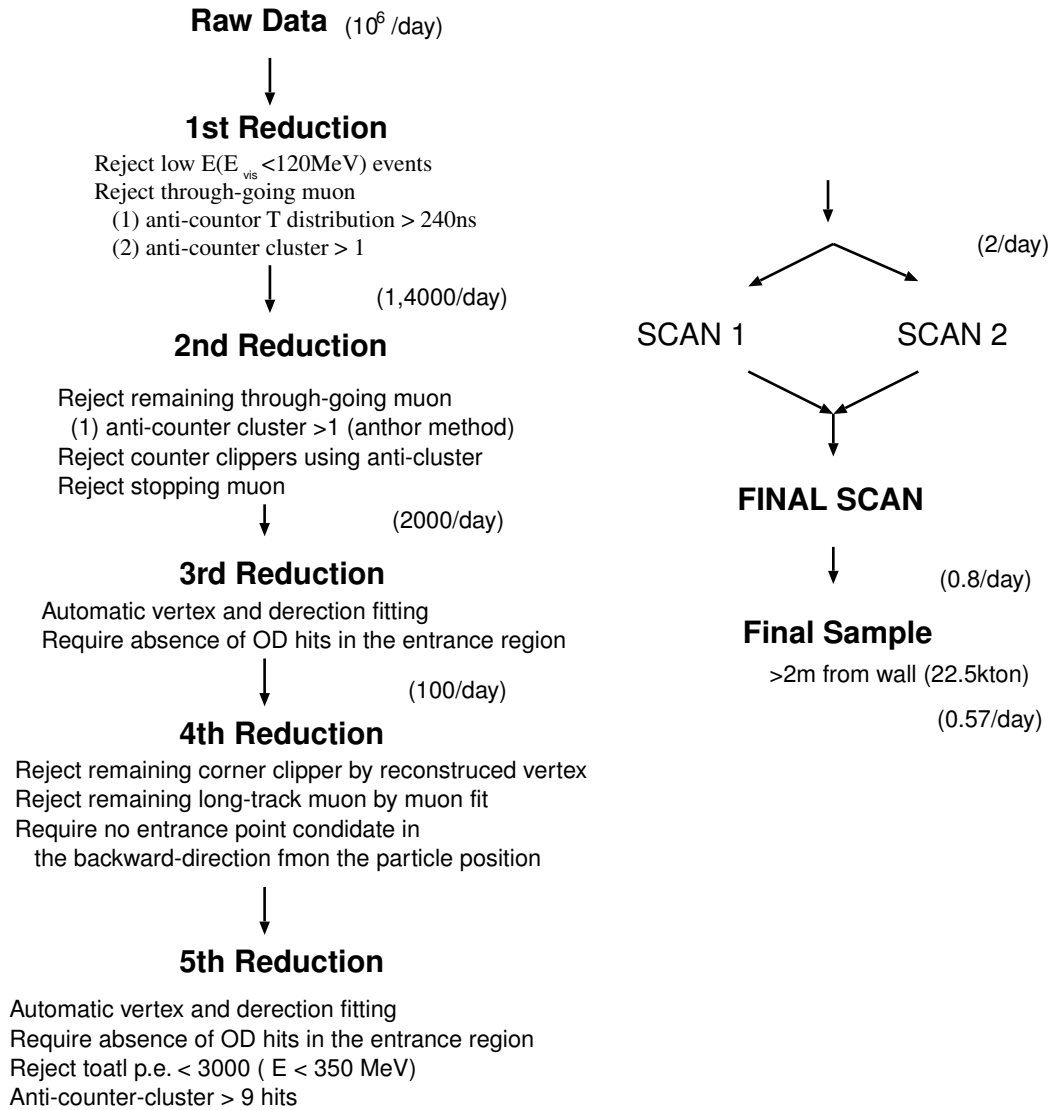 Raw Data (10⁶ /day)
1st Reduction
Reject low E(E vis <120MeV) events
Reject through-going muon
(1) anti-countor T distribution > 240ns
(2) anti-counter cluster > 1
(1,4000/day)
2nd Reduction
Reject remaining through-going muon
(1) anti-counter cluster >1 (anthor method)
Reject counter clippers using anti-cluster
Reject stopping muon
(2000/day)
3rd Reduction
Automatic vertex and derection fitting
Require absence of OD hits in the entrance region
(100/day)
4th Reduction
Reject remaining corner clipper by reconstruced vertex
Reject remaining long-track muon by muon fit
Require no entrance point candidate in
the backward-direction fmon the particle position
5th Reduction
Automatic vertex and derection fitting
Require absence of OD hits in the entrance region
Reject toatl p.e. < 3000 ( E < 350 MeV)
Anti-counter-cluster > 9 hits
(2/day)
SCAN 1 SCAN 2
FINAL SCAN
(0.8/day)
Final Sample
>2m from wall (22.5kton)
(0.57/day)